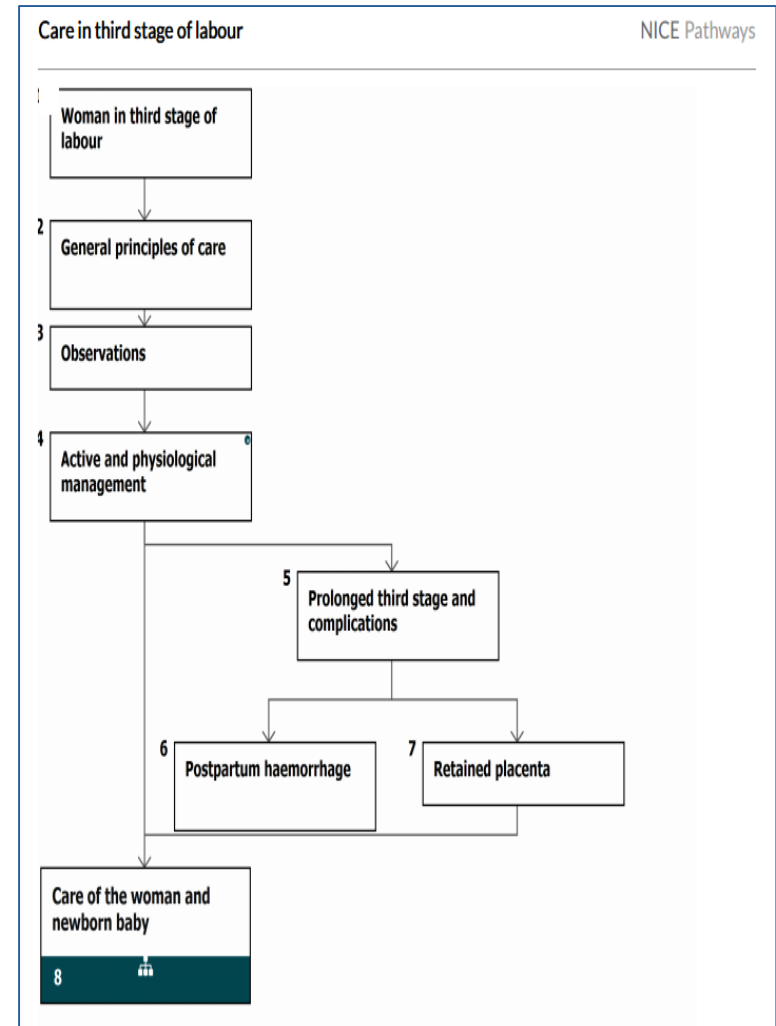 Care in third stage of labour
NICE Pathways
Woman in third stage of
labour
2
General principles of care
3
Observations
4
Active and physiological
management
5
Prolonged third stage and
complications
6
Postpartum haemorrhage
7
Retained placenta
Care of the woman and
newborn baby
8